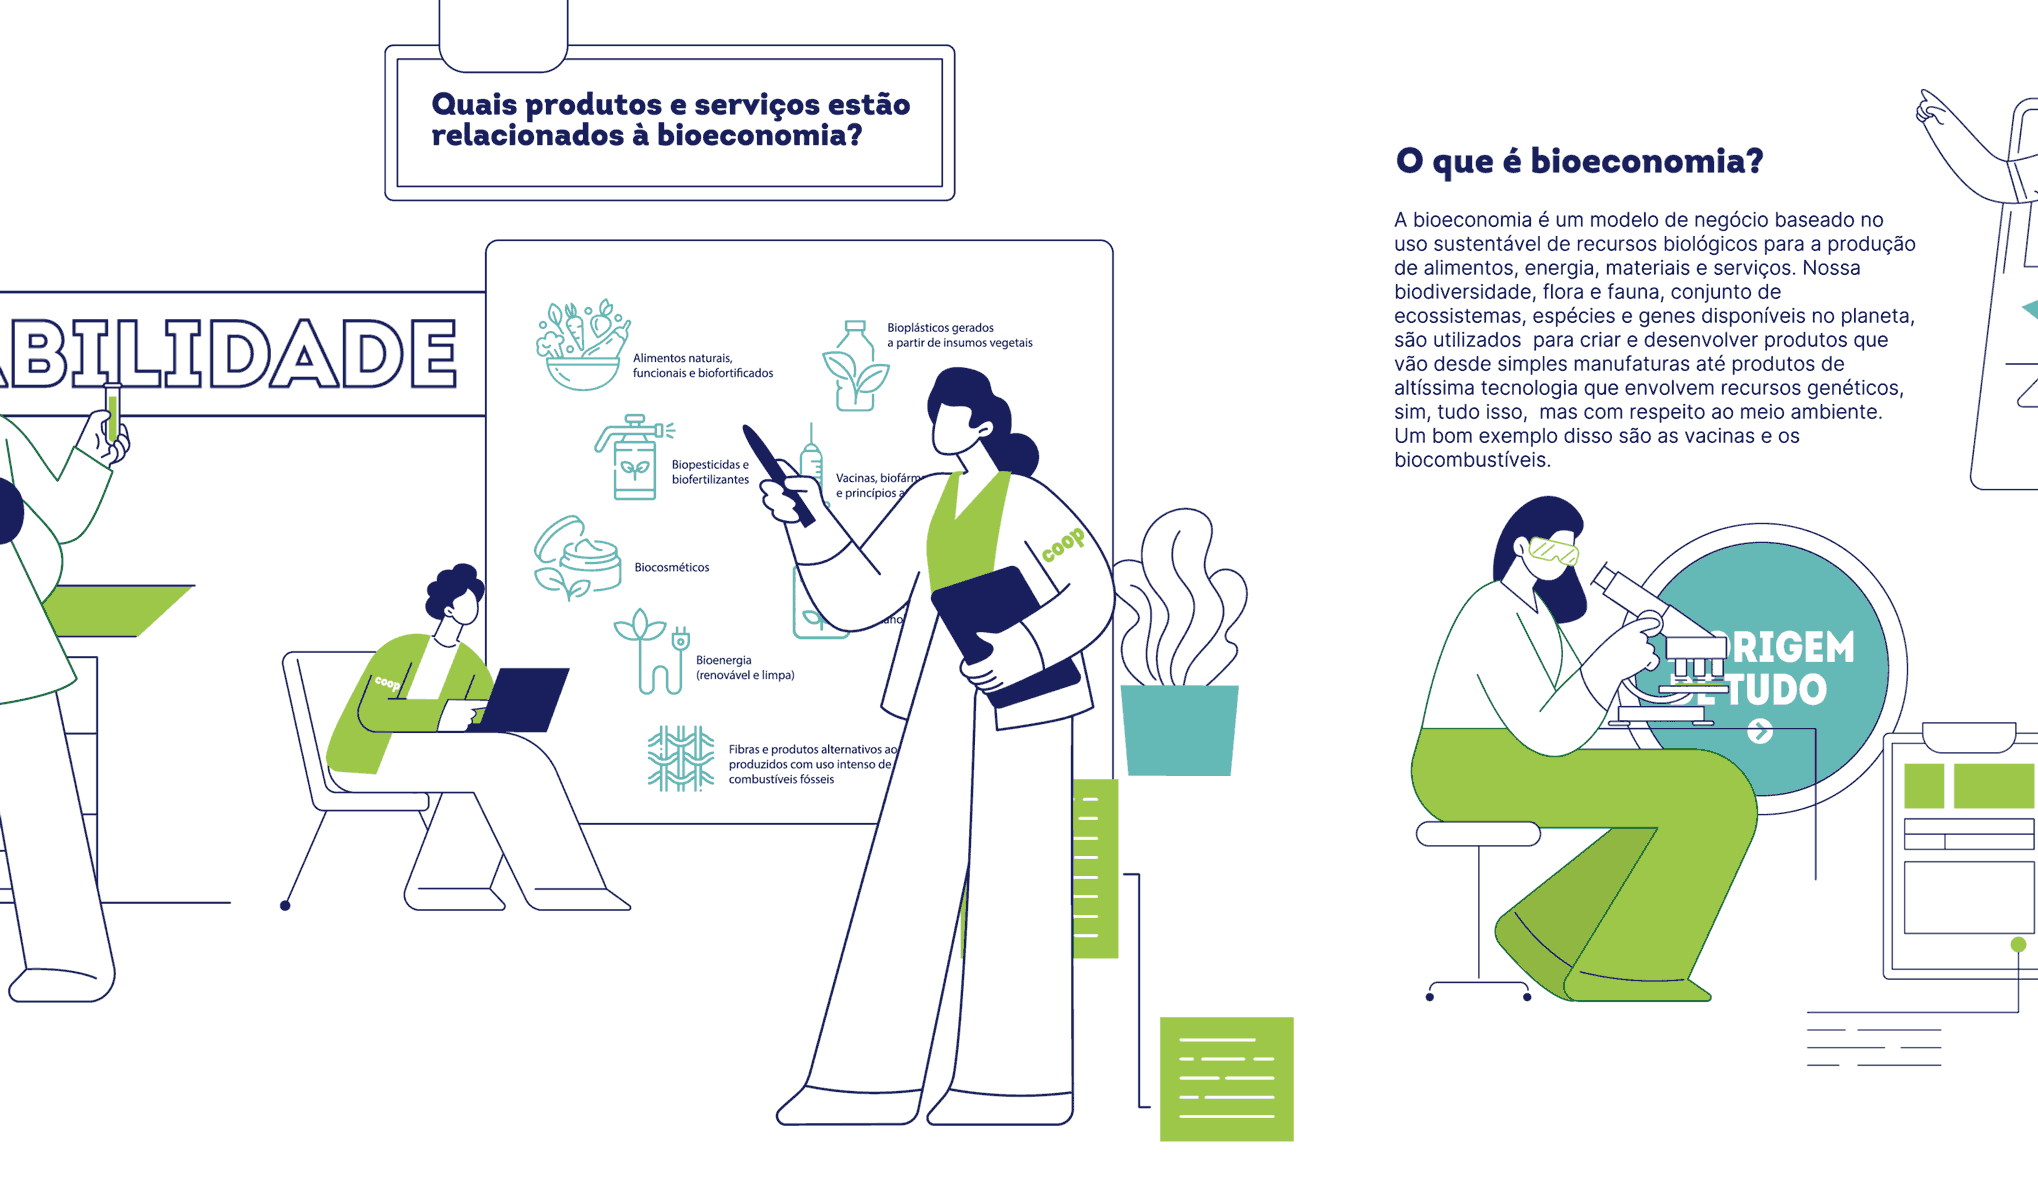 Quais produtos e serviços estão
relacionados à bioeconomia?
ABILIDADE
Alimentos naturais,
funcionais e biofortificados
Bioplásticos gerados
a partir de insumos vegetais
Biopesticidas e
biofertilizantes
Vacinas,
e princípios
Biocosméticos
Bioenergia
(renovável e limpa)
Fibras e produtos alternativos ao
produzidos com uso intenso de
combustíveis fósseis
coop
coop
O que é bioeconomia?
A bioeconomia é um modelo de negócio baseado no
uso sustentável de recursos biológicos para a produção
de alimentos, energia, materiais e serviços. Nossa
biodiversidade, flora e fauna, conjunto de
ecossistemas, espécies e genes disponíveis no planeta,
são utilizados  para criar e desenvolver produtos que
vão desde simples manufaturas até produtos de
altíssima tecnologia que envolvem recursos genéticos,
sim, tudo isso,  mas com respeito ao meio ambiente.
Um bom exemplo disso são as vacinas e os
biocombustíveis.
ORIGEM
DE TUDO